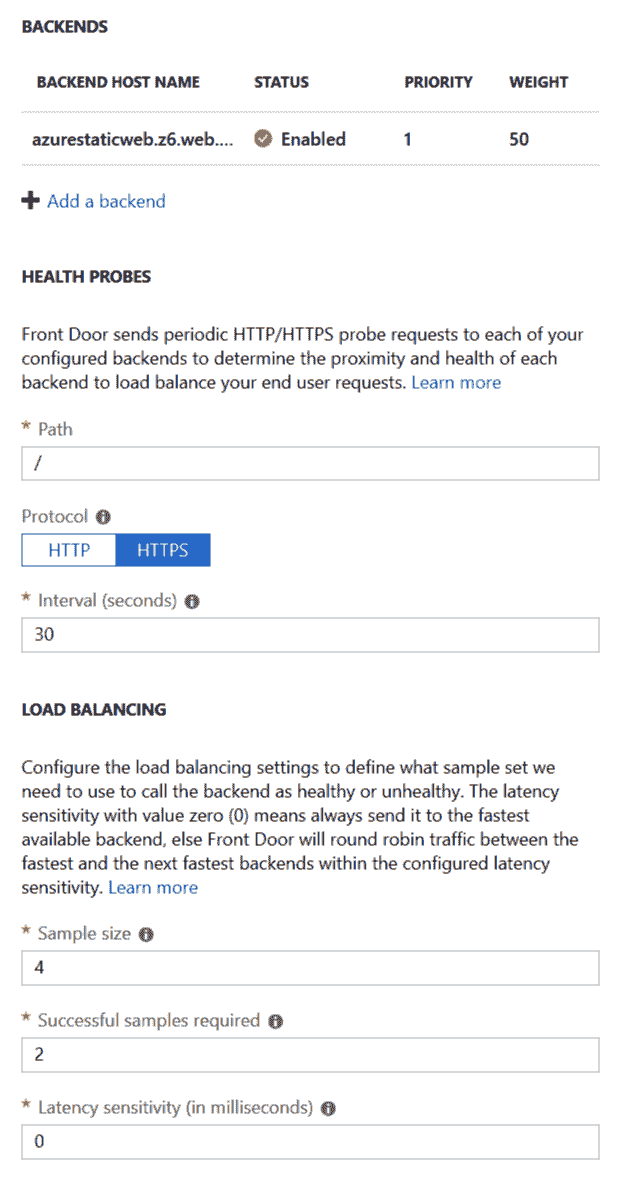 BACKENDS
BACKEND HOST NAME STATUS PRIORITY WEIGHT
azurestaticweb.z6.web.... Enabled 1 50
Add a backend
HEALTH PROBES
Front Door sends periodic HTTP/HTTPS probe requests to each of your
configured backends to determine the proximity and health of each
backend to load balance your end user requests. Learn more
* Path
/
Protocol
HTTP HTTPS
* Interval (seconds)
30
LOAD BALANCING
Configure the load balancing settings to define what sample set we
need to use to call the backend as healthy or unhealthy. The latency
sensitivity with value zero (0) means always send it to the fastest
available backend, else Front Door will round robin traffic between the
fastest and the next fastest backends within the configured latency
sensitivity. Learn more
* Sample size
4
* Successful samples required
2
* Latency sensitivity (in milliseconds)
0